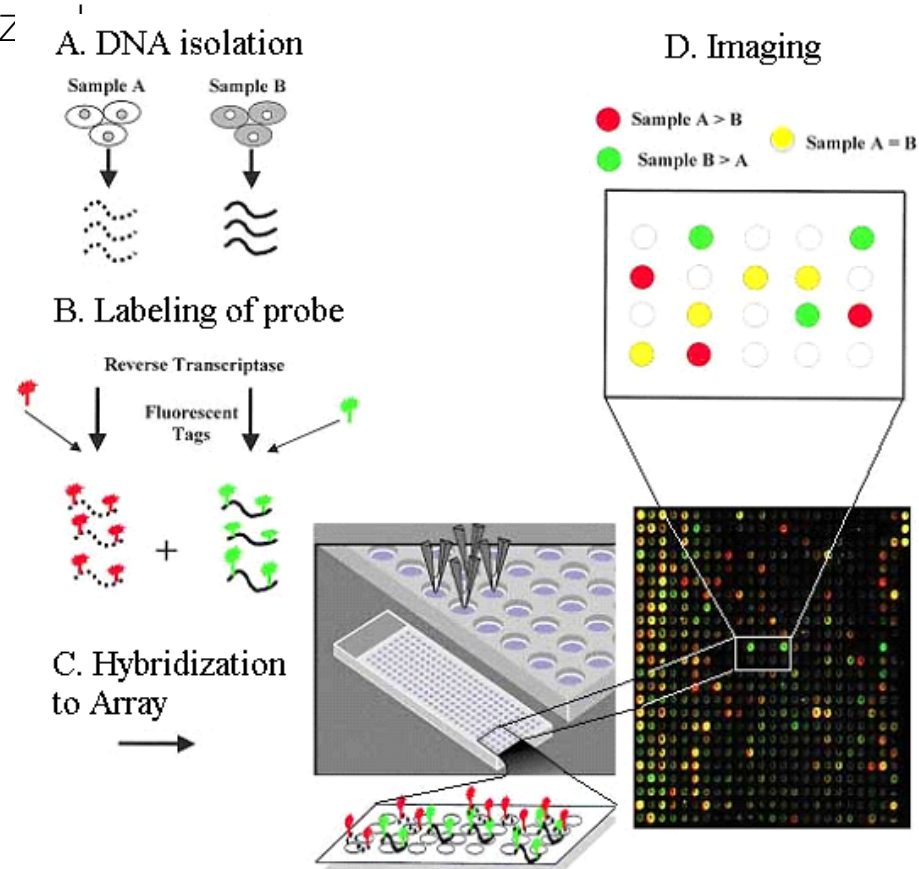 A. DNA isolation
Sample A
Sample B
B. Labeling of probe
Reverse Transcriptase
Fluorescent
Tags
+
C. Hybridization
to Array
D. Imaging
Sample A > B
Sample B > A
Sample A = B